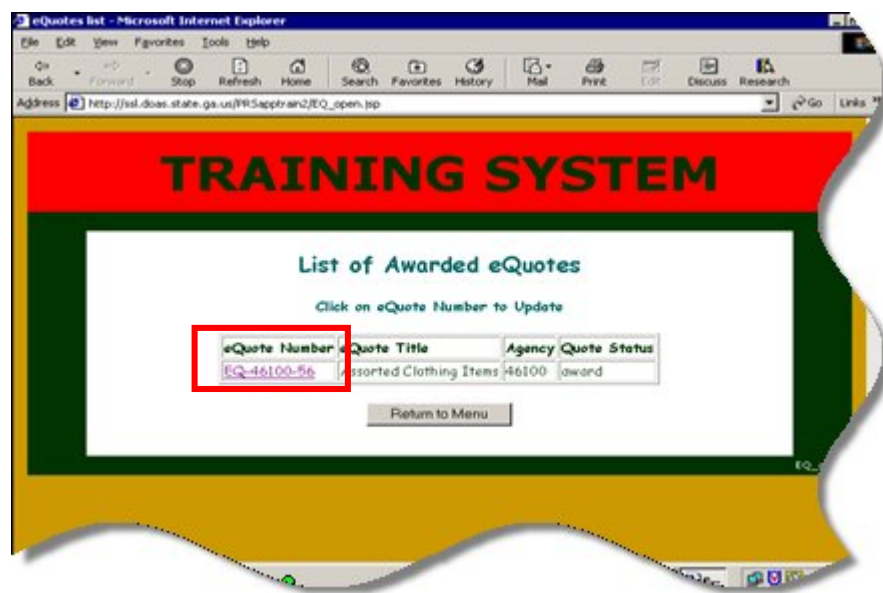 eQuotes list - Microsoft Internet Explorer
File Edit View Favorites Tools Help
Back Forward Stop Refresh Home Search Favorites History Mail Print Edit Discuss Research
Address http://ssl.doas.state.ga.us/PRSapptrain2/EQ_open.jsp Go Links
TRAINING SYSTEM
List of Awarded eQuotes
Click on eQuote Number to Update
eQuote Number eQuote Title Agency Quote Status
EQ-46100-56 Assorted Clothing Items 46100 award
Return to Menu